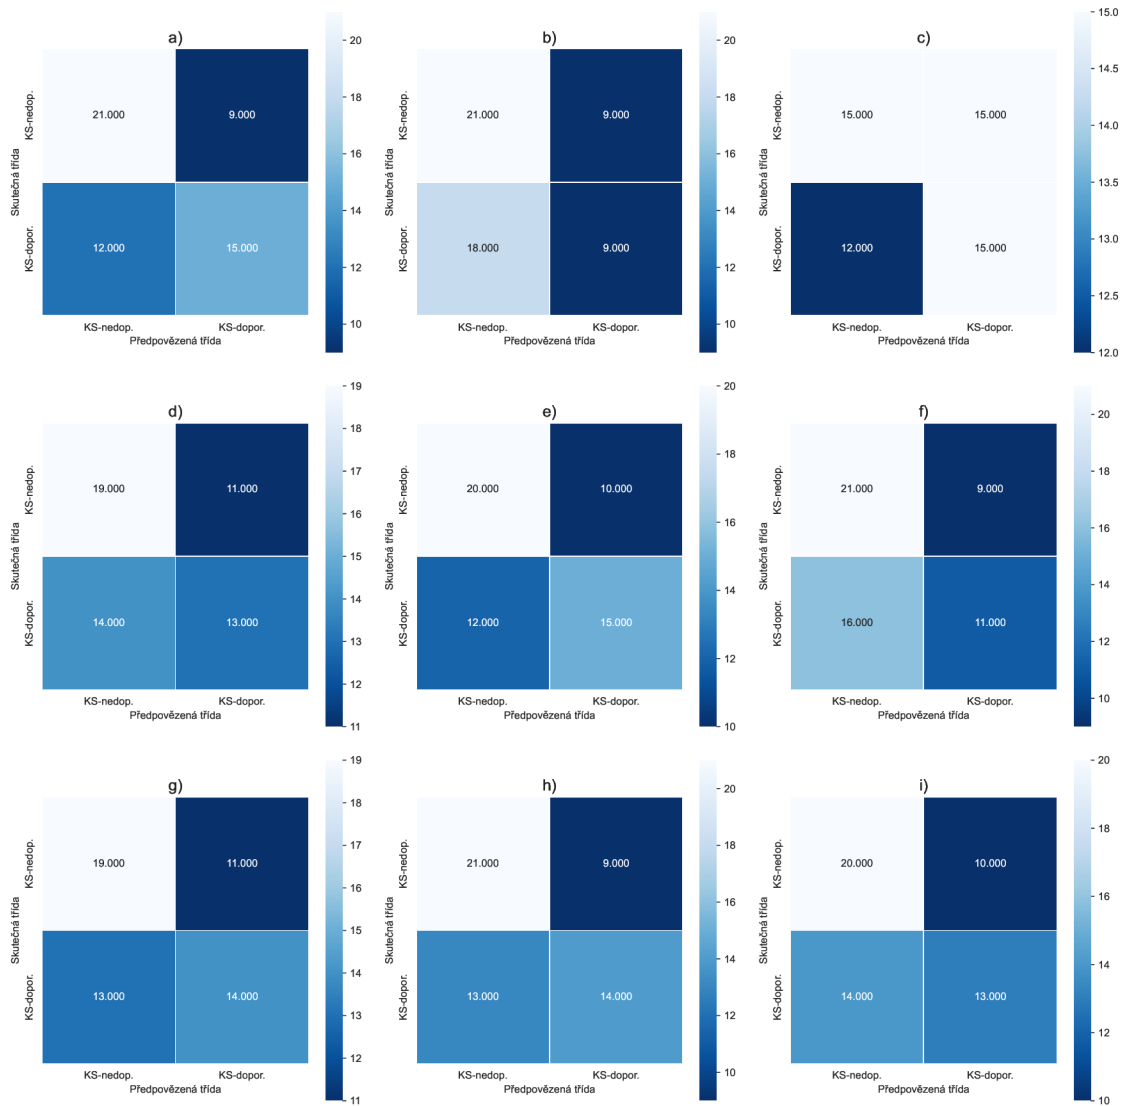 a)
20
18
16
14
12
10
21.000
9.000
12.000
15.000
KS-nedop.
KS-dopor.
Skutečná třída
KS-nedop.
KS-dopor.
Předpovězená třída
b)
20
18
16
14
12
10
21.000
9.000
18.000
9.000
KS-nedop.
KS-dopor.
Skutečná třída
KS-nedop.
KS-dopor.
Předpovězená třída
c)
15.0
14.5
14.0
13.5
13.0
12.5
12.0
15.000
15.000
12.000
15.000
KS-nedop.
KS-dopor.
Skutečná třída
KS-nedop.
KS-dopor.
Předpovězená třída
d)
19
18
17
16
15
14
13
12
11
19.000
11.000
14.000
13.000
KS-nedop.
KS-dopor.
Skutečná třída
KS-nedop.
KS-dopor.
Předpovězená třída
e)
20
18
16
14
12
10
20.000
10.000
12.000
15.000
KS-nedop.
KS-dopor.
Skutečná třída
KS-nedop.
KS-dopor.
Předpovězená třída
f)
20
18
16
14
12
10
21.000
9.000
16.000
11.000
KS-nedop.
KS-dopor.
Skutečná třída
KS-nedop.
KS-dopor.
Předpovězená třída
g)
19
18
17
16
15
14
13
12
11
19.000
11.000
13.000
14.000
KS-nedop.
KS-dopor.
Skutečná třída
KS-nedop.
KS-dopor.
Předpovězená třída
h)
20
18
16
14
12
10
21.000
9.000
13.000
14.000
KS-nedop.
KS-dopor.
Skutečná třída
KS-nedop.
KS-dopor.
Předpovězená třída
i)
20
18
16
14
12
10
20.000
10.000
14.000
13.000
KS-nedop.
KS-dopor.
Skutečná třída
KS-nedop.
KS-dopor.
Předpovězená třída